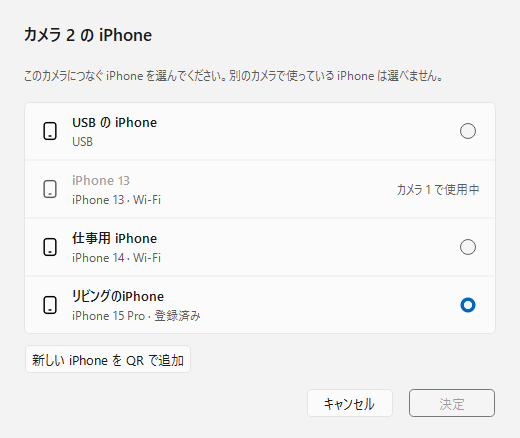 カメラ 2 の iPhone
このカメラにつなぐ iPhone を選んでください。別のカメラで使っている iPhone は選べません。
USB の iPhone
USB
iPhone 13
iPhone 13 · Wi-Fi
カメラ 1 で使用中
仕事用 iPhone
iPhone 14 · Wi-Fi
リビングのiPhone
iPhone 15 Pro · 登録済み
新しい iPhone を QR で追加
キャンセル
決定